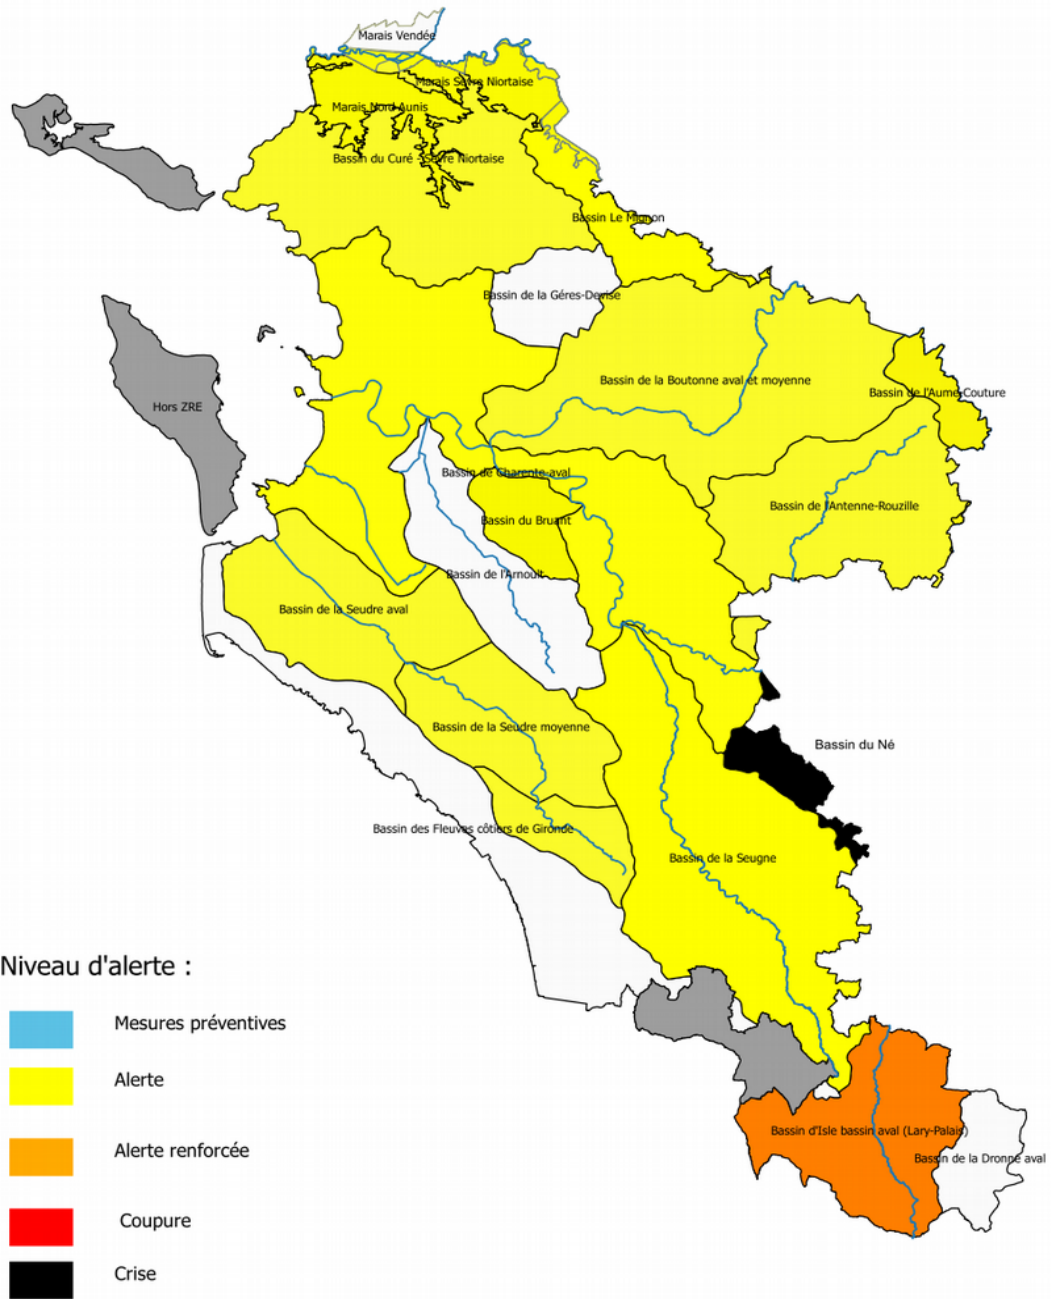 Marais Vendée
Marais Sèvre Niortaise
Marais Nord Aunis
Bassin du Curé - Sèvre Niortaise
Bassin Le Mignon
Bassin de la Géres-Devise
Bassin de la Boutonne aval et moyenne
Bassin de l'Aume-Couture
Hors ZRE
Bassin de Charente aval
Bassin de l'Antenne-Rouzille
Bassin du Bruant
Bassin de l'Arnoult
Bassin de la Seudre aval
Bassin de la Seudre moyenne
Bassin du Né
Bassin des Fleuves côtiers de Gironde
Bassin de la Seugne
Niveau d'alerte :
Mesures préventives
Alerte
Bassin d'Isle bassin aval (Lary-Palais)
Alerte renforcée
Bassin de la Dronne aval
Coupure
Crise